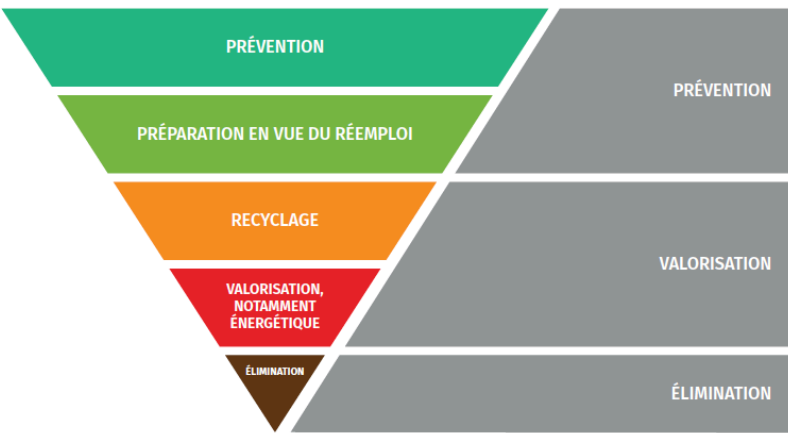 PRÉVENTION
PRÉPARATION EN VUE DU RÉEMPLOI
RECYCLAGE
VALORISATION,
NOTAMMENT
ÉNERGÉTIQUE
ÉLIMINATION
PRÉVENTION
VALORISATION
ÉLIMINATION